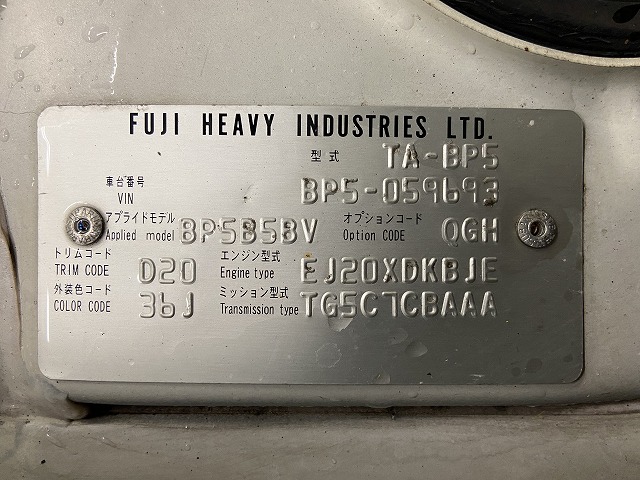 FUJI HEAVY INDUSTRIES LTD.
型式 TA-BP5
車台番号 VIN BP5-059693
アプライドモデル Applied model BP5B5BV オプションコード Option CODE QGH
トリムコード TRIM CODE D20 エンジン型式 Engine type EJ20XDKBJE
外装色コード COLOR CODE 36J ミッション型式 Transmission type TG5C7CBAAA